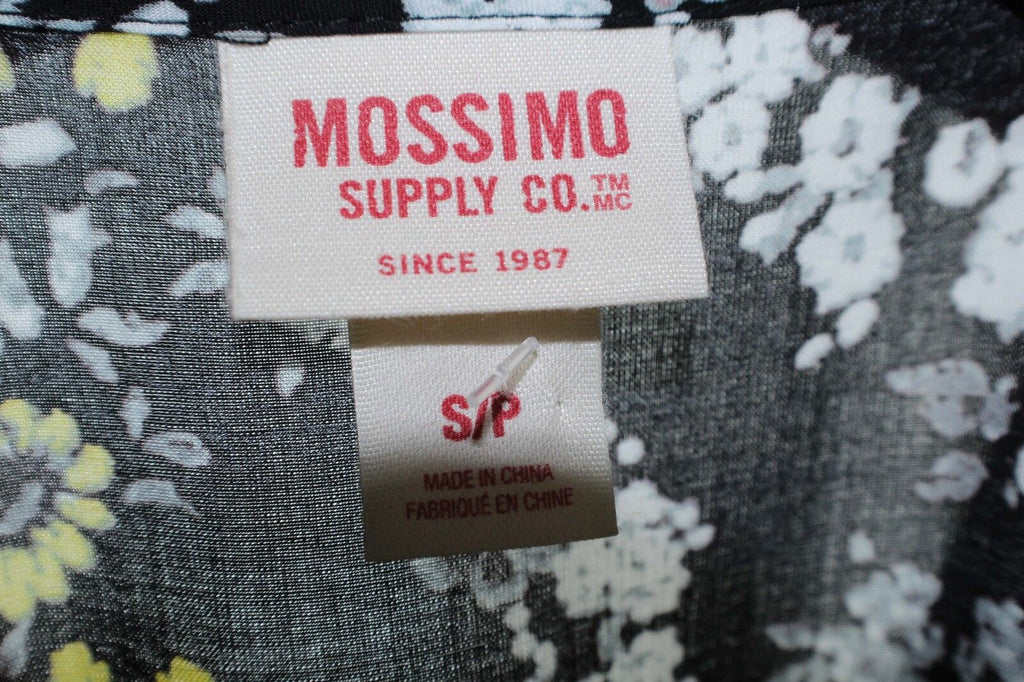 MOSSIMO
SUPPLY CO.™ MC
SINCE 1987
S/P
MADE IN CHINA
FABRIQUÉ EN CHINE